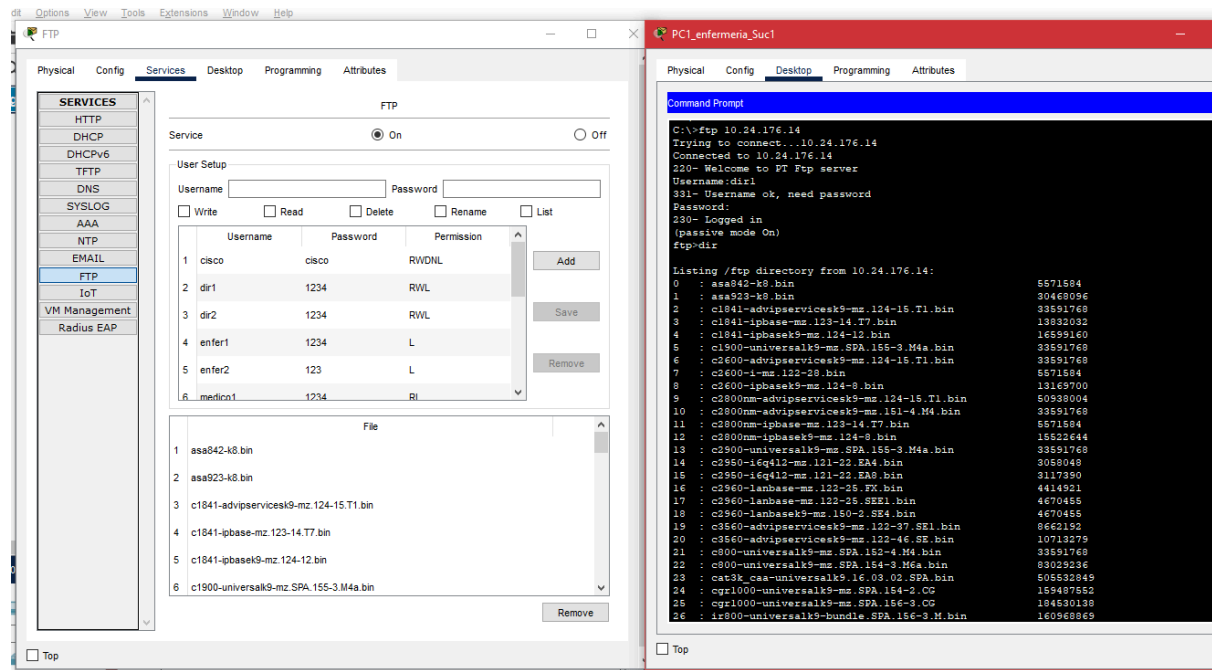 dit Options View Tools Extensions Window Help
FTP
Physical Config Services Desktop Programming Attributes
SERVICES
HTTP
DHCP
DHCPv6
TFTP
DNS
SYSLOG
AAA
NTP
EMAIL
FTP
IoT
VM Management
Radius EAP
FTP
Service On Off
User Setup
Username Password
Write Read Delete Rename List
Username Password Permission
1 cisco cisco RWDNL
2 dir1 1234 RWL
3 dir2 1234 RWL
4 enfer1 1234 L
5 enfer2 123 L
6 medico1 1234 RL
Add
Save
Remove
File
1 asa842-k8.bin
2 asa923-k8.bin
3 c1841-advipservicesk9-mz.124-15.T1.bin
4 c1841-ipbase-mz.123-14.T7.bin
5 c1841-ipbasek9-mz.124-12.bin
6 c1900-universalk9-mz.SPA.155-3.M4a.bin
Remove
Top
PC1_enfermeria_Suc1
Physical Config Desktop Programming Attributes
Command Prompt
C:\>ftp 10.24.176.14
Trying to connect...10.24.176.14
Connected to 10.24.176.14
220- Welcome to PT Ftp server
Username:dir1
331- Username ok, need password
Password:
230- Logged in
(passive mode On)
ftp>dir
Listing /ftp directory from 10.24.176.14:
0 : asa842-k8.bin 5571584
1 : asa923-k8.bin 30468096
2 : c1841-advipservicesk9-mz.124-15.T1.bin 33591768
3 : c1841-ipbase-mz.123-14.T7.bin 13832032
4 : c1841-ipbasek9-mz.124-12.bin 16599160
5 : c1900-universalk9-mz.SPA.155-3.M4a.bin 33591768
6 : c2600-advipservicesk9-mz.124-15.T1.bin 33591768
7 : c2600-i-mz.122-28.bin 5571584
8 : c2600-ipbasek9-mz.124-8.bin 13169700
9 : c2800nm-advipservicesk9-mz.124-15.T1.bin 50938004
10 : c2800nm-advipservicesk9-mz.151-4.M4.bin 33591768
11 : c2800nm-ipbase-mz.123-14.T7.bin 5571584
12 : c2800nm-ipbasek9-mz.124-8.bin 15522644
13 : c2900-universalk9-mz.SPA.155-3.M4a.bin 33591768
14 : c2950-i6q4l2-mz.121-22.EA4.bin 3058048
15 : c2950-i6q4l2-mz.121-22.EA8.bin 3117390
16 : c2960-lanbase-mz.122-25.FX.bin 4414921
17 : c2960-lanbase-mz.122-25.SEE1.bin 4670455
18 : c2960-lanbasek9-mz.150-2.SE4.bin 4670455
19 : c3560-advipservicesk9-mz.122-37.SE1.bin 8662192
20 : c3560-advipservicesk9-mz.122-46.SE.bin 10713279
21 : c800-universalk9-mz.SPA.152-4.M4.bin 33591768
22 : c800-universalk9-mz.SPA.154-3.M6a.bin 83029236
23 : cat3k_caa-universalk9.16.03.02.SPA.bin 505532849
24 : cgr1000-universalk9-mz.SPA.154-2.CG 159487552
25 : cgr1000-universalk9-mz.SPA.156-3.CG 184530138
26 : ir800-universalk9-bundle.SPA.156-3.M.bin 160968869
Top